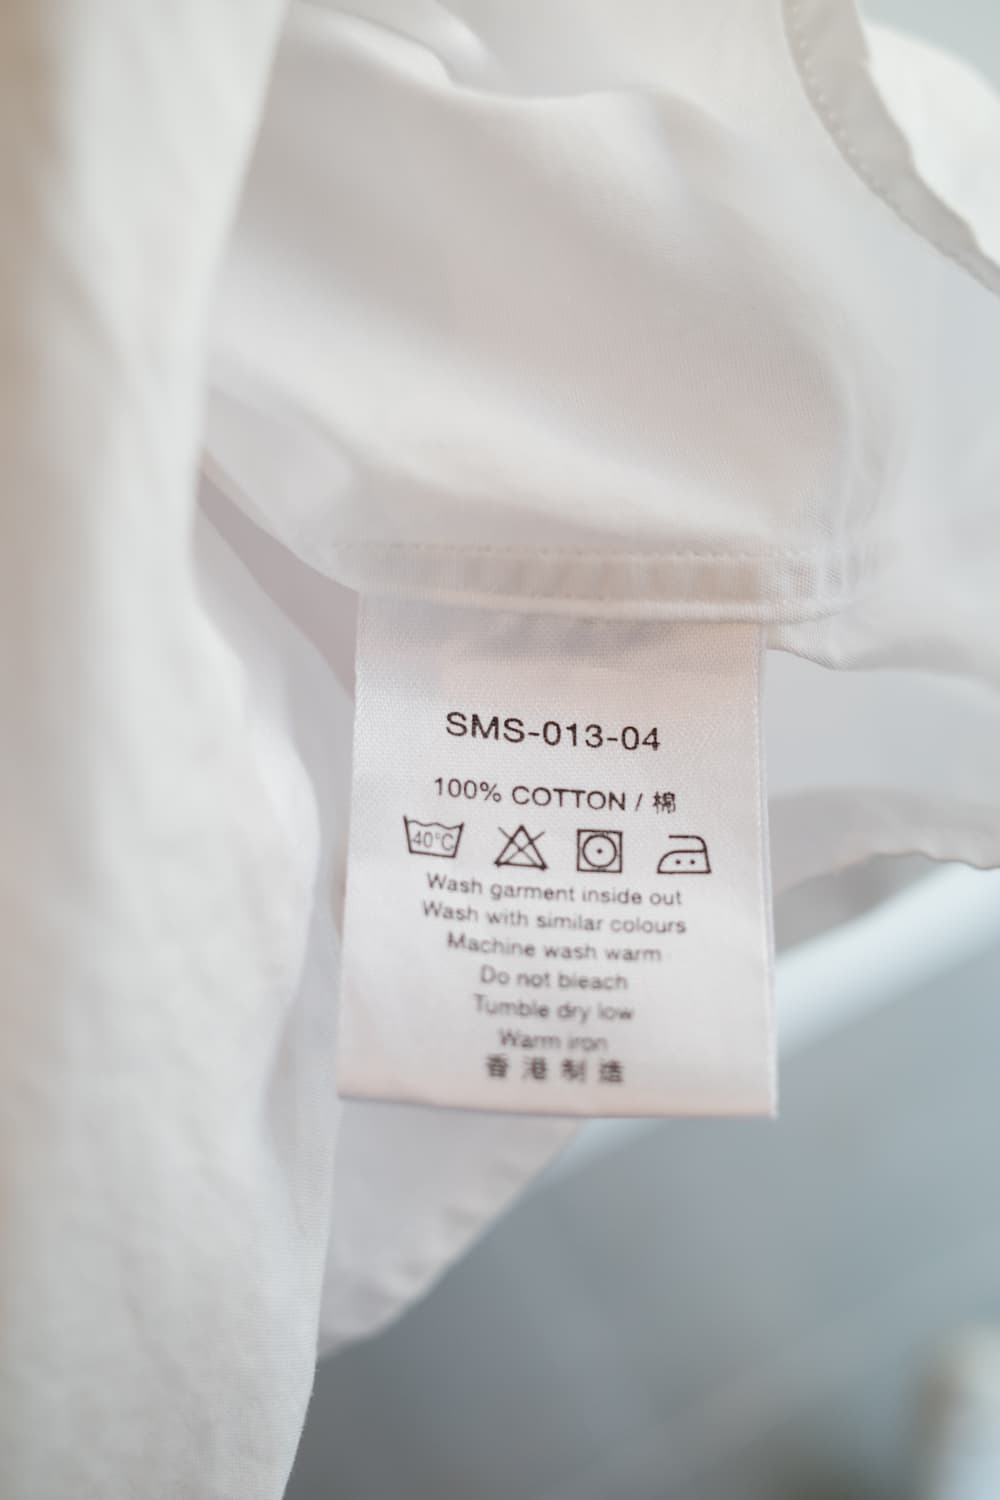 SMS-013-04
100% COTTON / 棉
40°C
Wash garment inside out
Wash with similar colours
Machine wash warm
Do not bleach
Tumble dry low
Warm iron
香港制造